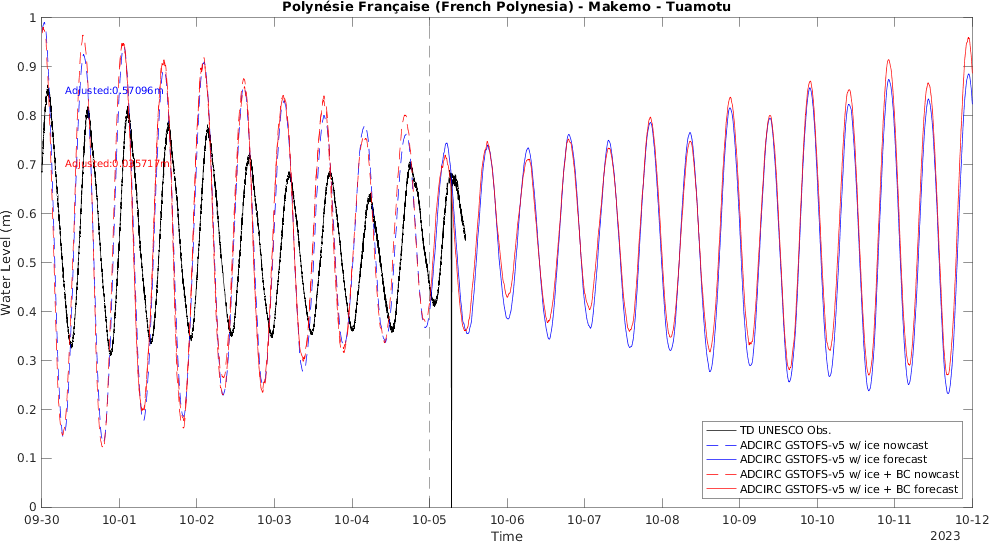 Polynésie Française (French Polynesia) - Makemo - Tuamotu
1
0.9
0.8
0.7
0.6
0.5
0.4
0.3
0.2
0.1
0
Water Level (m)
Adjusted:0.57096m
Adjusted:0.035717m
TD UNESCO Obs.
ADCIRC GSTOFS-v5 w/ ice nowcast
ADCIRC GSTOFS-v5 w/ ice forecast
ADCIRC GSTOFS-v5 w/ ice + BC nowcast
ADCIRC GSTOFS-v5 w/ ice + BC forecast
09-30 10-01 10-02 10-03 10-04 10-05 10-06 10-07 10-08 10-09 10-10 10-11 10-12
Time
2023